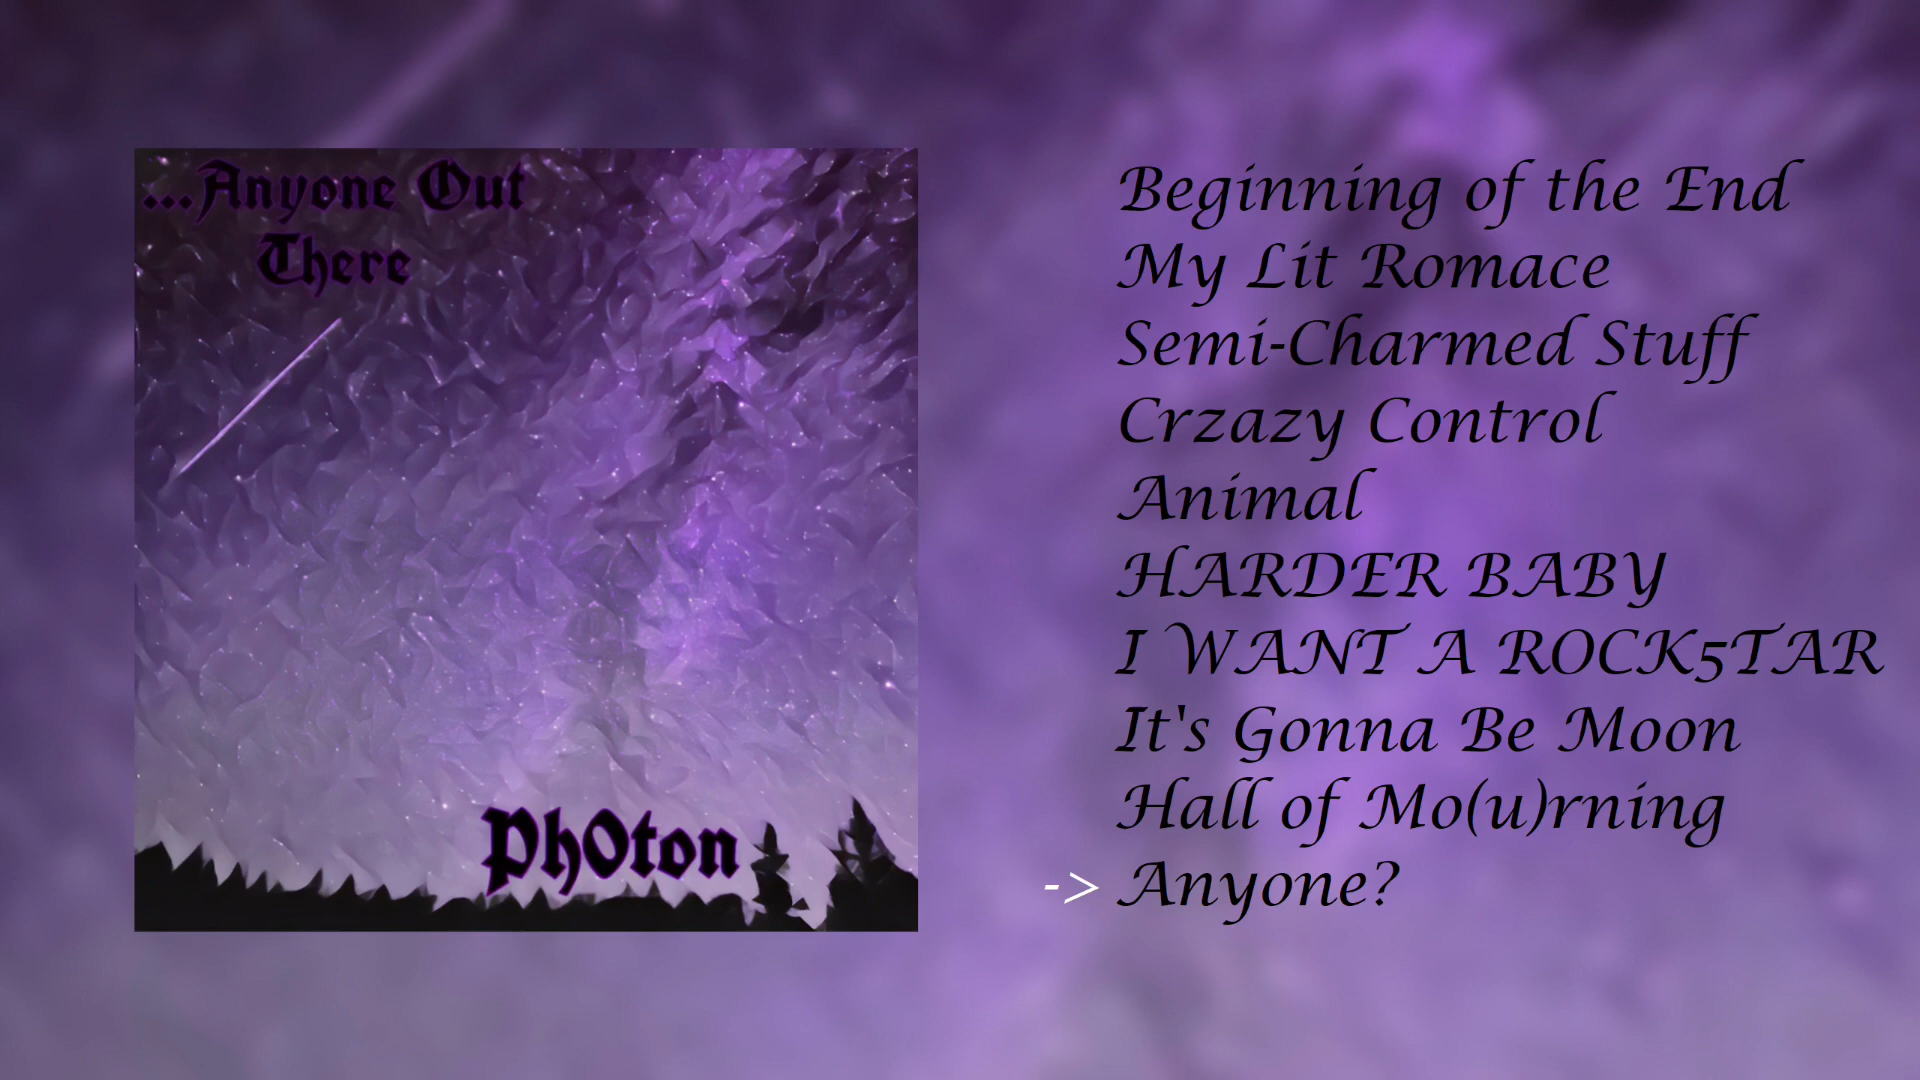 ...Anyone Out
There
Ph0ton
Beginning of the End
My Lit Romace
Semi-Charmed Stuff
Crzazy Control
Animal
HARDER BABY
I WANT A ROCK5TAR
It's Gonna Be Moon
Hall of Mo(u)rning
-> Anyone?